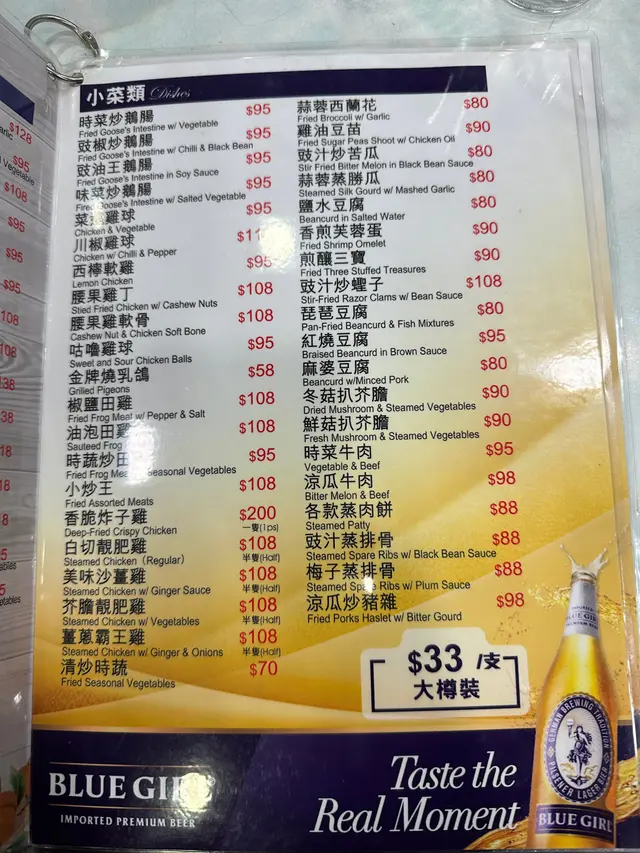 小菜類 Dishes
時菜炒鵝腸 $95
Fried Goose's Intestine w/ Vegetable
豉椒炒鵝腸 $95
Fried Goose's Intestine w/ Chilli & Black Bean
豉油王鵝腸 $95
Fried Goose's Intestine in Soy Sauce
味菜炒鵝腸 $95
Goose's Intestine w/ Salted Vegetable
雞球 $95
Chicken & Vegetable
川椒雞球
Chicken w/ Chilli & Pepper
西檸軟雞 $95
Lemon Chicken
腰果雞丁 $108
Stied Fried Chicken w/ Cashew Nuts
腰果雞軟骨 $108
Cashew Nut & Chicken Soft Bone
咕嚕雞球 $95
Sweet and Sour Chicken Balls
金牌燒乳鴿 $58
Grilled Pigeons
椒鹽田雞 $108
Fried Frog Meat w/ Pepper & Salt
油泡田雞 $108
Sauteed Frog
時蔬炒田 $95
Fried Frog Meat Seasonal Vegetables
小炒王 $108
Fried Assorted Meats
香脆炸子雞 $200
Deep-Fried Crispy Chicken 一隻(1ps)
白切靚肥雞 $108
Steamed Chicken (Regular) 半隻(Half)
美味沙薑雞 $108
Steamed Chicken w/ Ginger Sauce 半隻(Half)
芥膽靚肥雞 $108
Steamed Chicken w/ Vegetables 半隻(Half)
薑蔥霸王雞 $108
Steamed Chicken w/ Ginger & Onions 半隻(Half)
清炒時蔬 $70
Fried Seasonal Vegetables
蒜蓉西蘭花 $80
Fried Broccoli w/ Garlic
雞油豆苗 $90
Fried Sugar Peas Shoot w/ Chicken Oil
豉汁炒苦瓜 $80
Stir Fried Bitter Melon in Black Bean Sauce
蒜蓉蒸勝瓜 $80
Steamed Silk Gourd w/ Mashed Garlic
鹽水豆腐 $80
Beancurd in Salted Water
香煎芙蓉蛋 $90
Fried Shrimp Omelet
煎釀三寶 $90
Fried Three Stuffed Treasures
豉汁炒蟶子 $108
Stir-Fried Razor Clams w/ Bean Sauce
琵琶豆腐 $80
Pan-Fried Beancurd & Fish Mixtures
紅燒豆腐 $95
Braised Beancurd in Brown Sauce
麻婆豆腐 $80
Beancurd w/Minced Pork
冬菇扒芥膽 $90
Dried Mushroom & Steamed Vegetables
鮮菇扒芥膽 $90
Fresh Mushroom & Steamed Vegetables
時菜牛肉 $95
Vegetable & Beef
涼瓜牛肉 $98
Bitter Melon & Beef
各款蒸肉餅 $88
Steamed Patty
豉汁蒸排骨 $88
Steamed Spare Ribs w/ Black Bean Sauce
梅子蒸排骨 $88
Steamed Spare Ribs w/ Plum Sauce
涼瓜炒豬雜 $98
Fried Porks Haslet w/ Bitter Gourd
$33 /支
大樽裝
BLUE GIRL
IMPORTED PREMIUM BEER
Taste the
Real Moment
GERMAN BREWING TRADITION
PILSENER LAGER BEER
BLUE GIRL
$128
$95
$108
$95
$95
$95